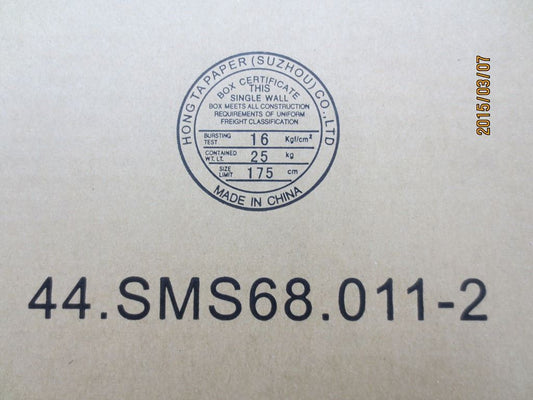 2015/03/07
HONGTA PAPER (SUZHOU) CO.,LTD
BOX CERTIFICATE
THIS
SINGLE WALL
BOX MEETS ALL CONSTRUCTION
REQUIREMENTS OF UNIFORM
FREIGHT CLASSIFICATION
BURSTING TEST 16 Kgf/cm²
CONTAINED WT. LT. 25 kg
SIZE LIMIT 175 cm
MADE IN CHINA
44.SMS68.011-2